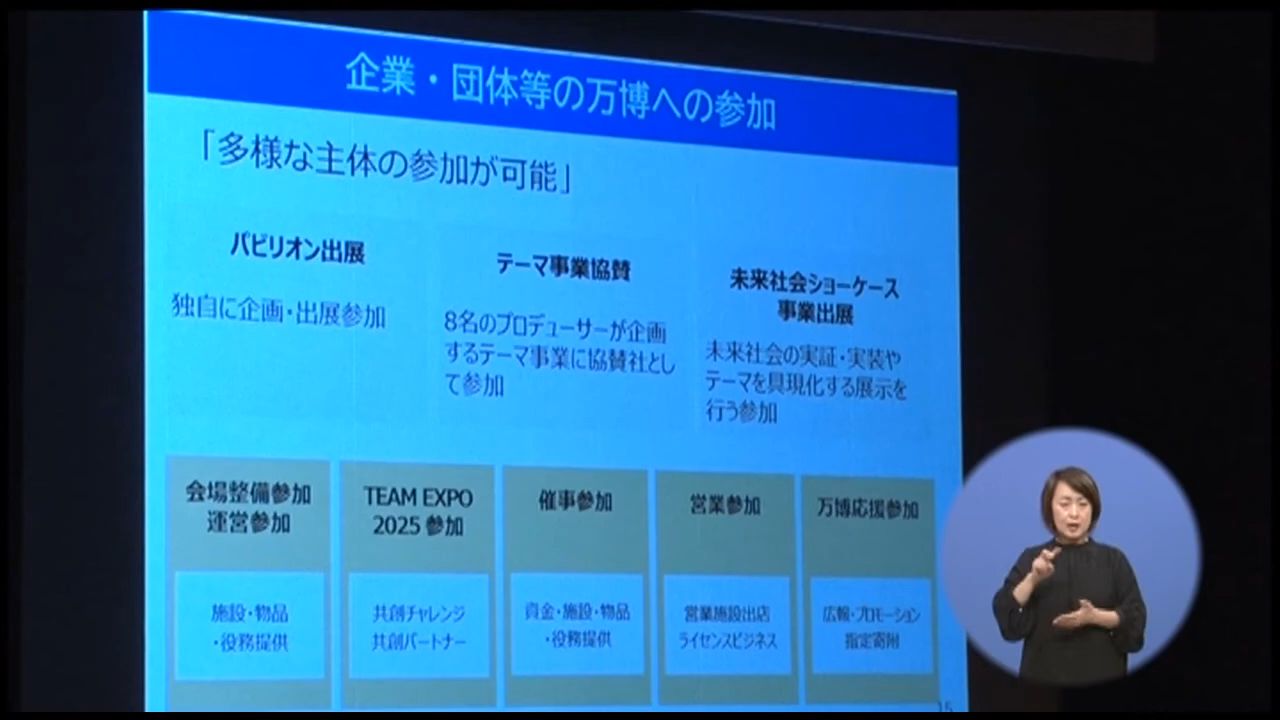 企業・団体等の万博への参加
「多様な主体の参加が可能」
パビリオン出展
独自に企画・出展参加
テーマ事業協賛
8名のプロデューサーが企画
するテーマ事業に協賛社とし
て参加
未来社会ショーケース
事業出展
未来社会の実証・実装や
テーマを具現化する展示を
行う参加
会場整備参加
運営参加
施設・物品
・役務提供
TEAM EXPO
2025 参加
共創チャレンジ
共創パートナー
催事参加
資金・施設・物品
・役務提供
営業参加
営業施設出店
ライセンスビジネス
万博応援参加
広報・プロモーション
指定寄附
15